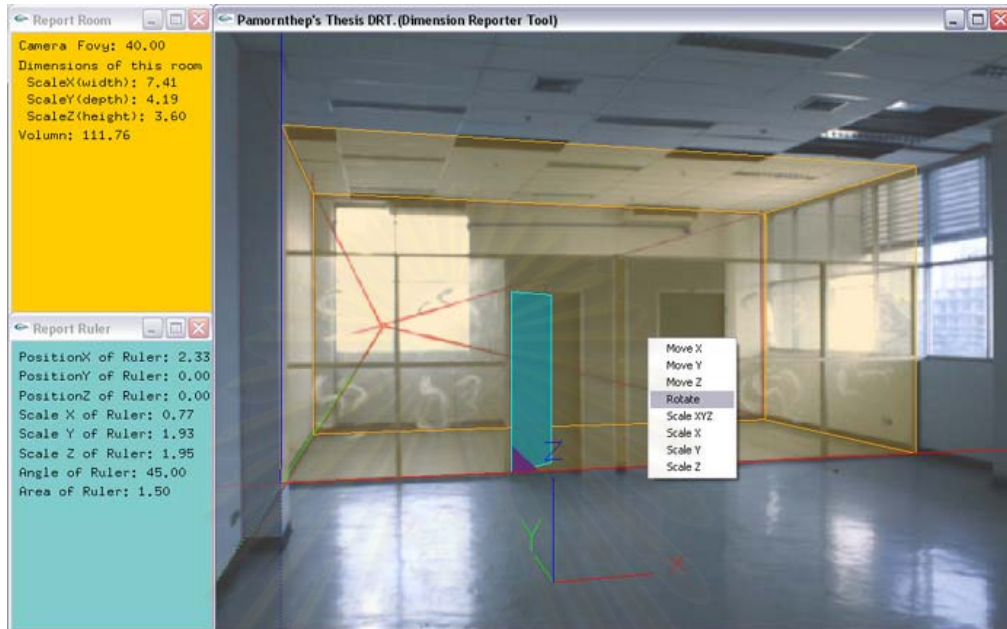 Report Room
Camera Fovy: 40.00
Dimensions of this room
ScaleX(width): 7.41
ScaleY(depth): 4.19
ScaleZ(height): 3.60
Volumn: 111.76
Report Ruler
PositionX of Ruler: 2.33
PositionY of Ruler: 0.00
PositionZ of Ruler: 0.00
Scale X of Ruler: 0.77
Scale Y of Ruler: 1.93
Scale Z of Ruler: 1.95
Angle of Ruler: 45.00
Area of Ruler: 1.50
Pamornthep's Thesis DRT.(Dimension Reporter Tool)
Move X
Move Y
Move Z
Rotate
Scale XYZ
Scale X
Scale Y
Scale Z
Z
Y
X